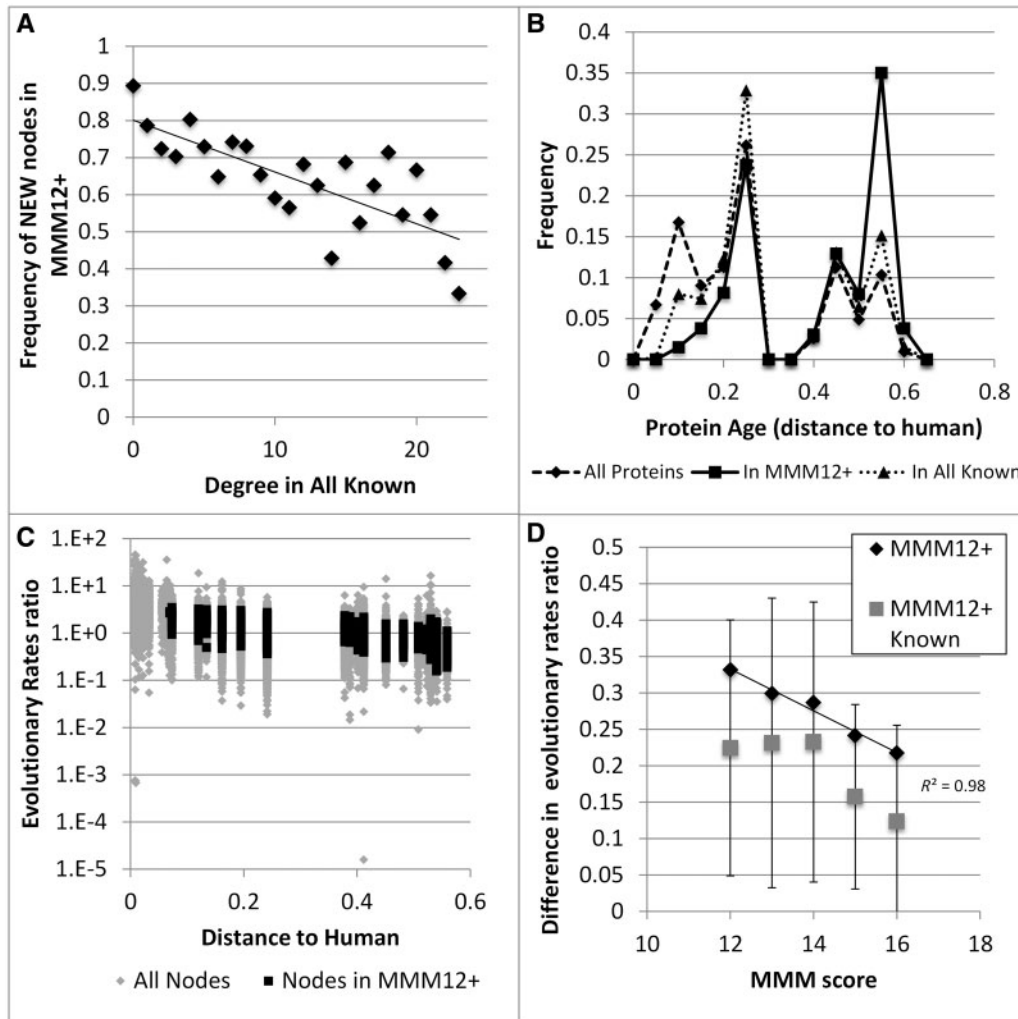 A
Frequency of NEW nodes in
MMM12+
1
0.9
0.8
0.7
0.6
0.5
0.4
0.3
0.2
0.1
0
0
10
20
Degree in All Known
B
Frequency
0.4
0.35
0.3
0.25
0.2
0.15
0.1
0.05
0
0
0.2
0.4
0.6
0.8
Protein Age (distance to human)
All Proteins
In MMM12+
In All Known
C
Evolutionary Rates ratio
1.E+2
1.E+1
1.E+0
1.E-1
1.E-2
1.E-3
1.E-4
1.E-5
0
0.2
0.4
0.6
Distance to Human
All Nodes
Nodes in MMM12+
D
Difference in evolutionary rates ratio
0.5
0.45
0.4
0.35
0.3
0.25
0.2
0.15
0.1
0.05
0
10
12
14
16
18
MMM score
MMM12+
MMM12+
Known
R² = 0.98